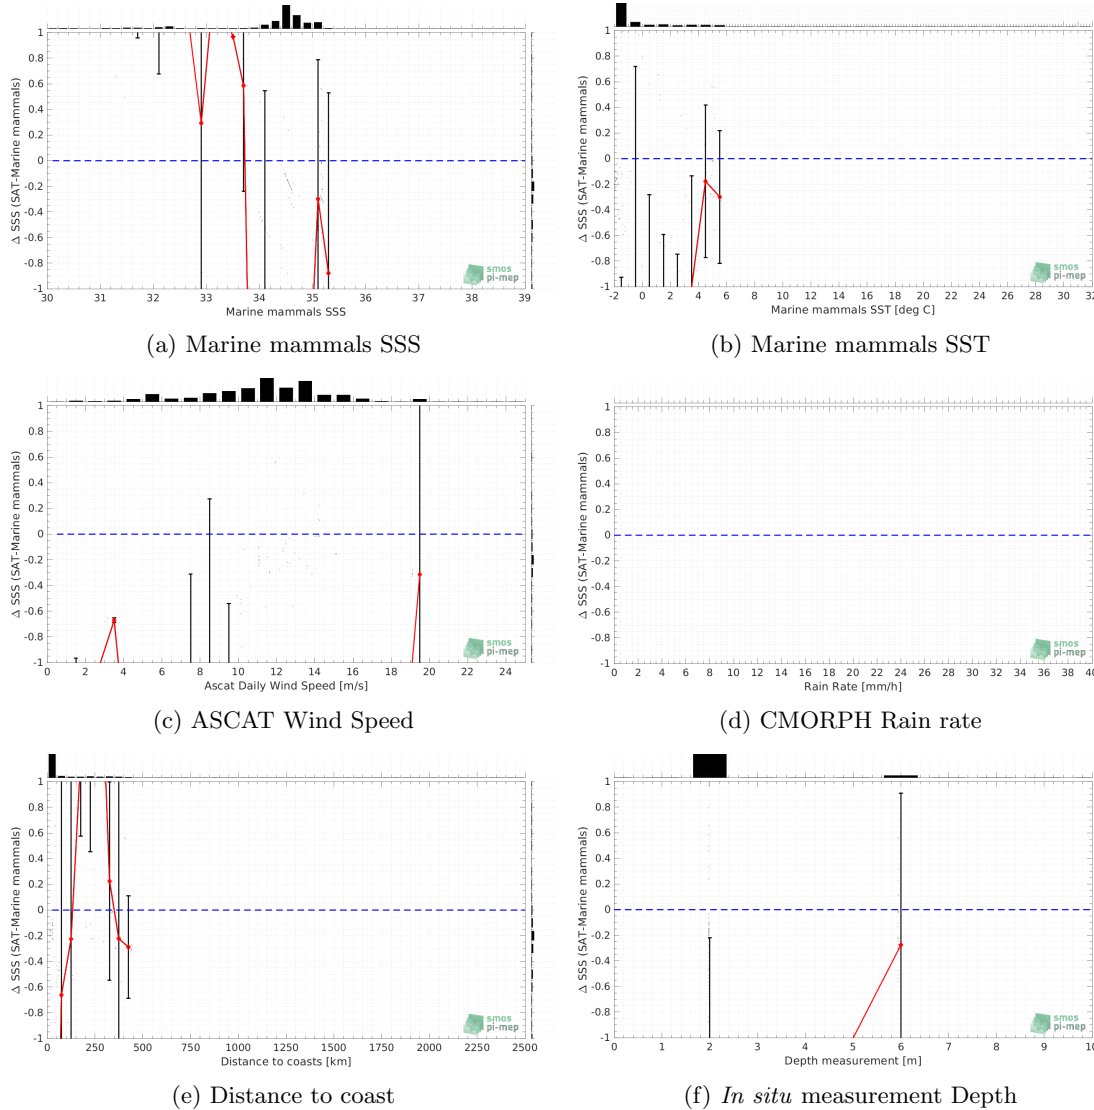 Δ SSS (SAT-Marine mammals)
1
0.8
0.6
0.4
0.2
0
-0.2
-0.4
-0.6
-0.8
-1
30 31 32 33 34 35 36 37 38 39
Marine mammals SSS
smos
pi-mep
(a) Marine mammals SSS
Δ SSS (SAT-Marine mammals)
1
0.8
0.6
0.4
0.2
0
-0.2
-0.4
-0.6
-0.8
-1
-2 0 2 4 6 8 10 12 14 16 18 20 22 24 26 28 30 32
Marine mammals SST [deg C]
smos
pi-mep
(b) Marine mammals SST
Δ SSS (SAT-Marine mammals)
1
0.8
0.6
0.4
0.2
0
-0.2
-0.4
-0.6
-0.8
-1
0 2 4 6 8 10 12 14 16 18 20 22 24
Ascat Daily Wind Speed [m/s]
smos
pi-mep
(c) ASCAT Wind Speed
Δ SSS (SAT-Marine mammals)
1
0.8
0.6
0.4
0.2
0
-0.2
-0.4
-0.6
-0.8
-1
0 2 4 6 8 10 12 14 16 18 20 22 24 26 28 30 32 34 36 38 40
Rain Rate [mm/h]
smos
pi-mep
(d) CMORPH Rain rate
Δ SSS (SAT-Marine mammals)
1
0.8
0.6
0.4
0.2
0
-0.2
-0.4
-0.6
-0.8
-1
0 250 500 750 1000 1250 1500 1750 2000 2250 2500
Distance to coasts [km]
smos
pi-mep
(e) Distance to coast
Δ SSS (SAT-Marine mammals)
1
0.8
0.6
0.4
0.2
0
-0.2
-0.4
-0.6
-0.8
-1
0 1 2 3 4 5 6 7 8 9 10
Depth measurement [m]
smos
pi-mep
(f) In situ measurement Depth